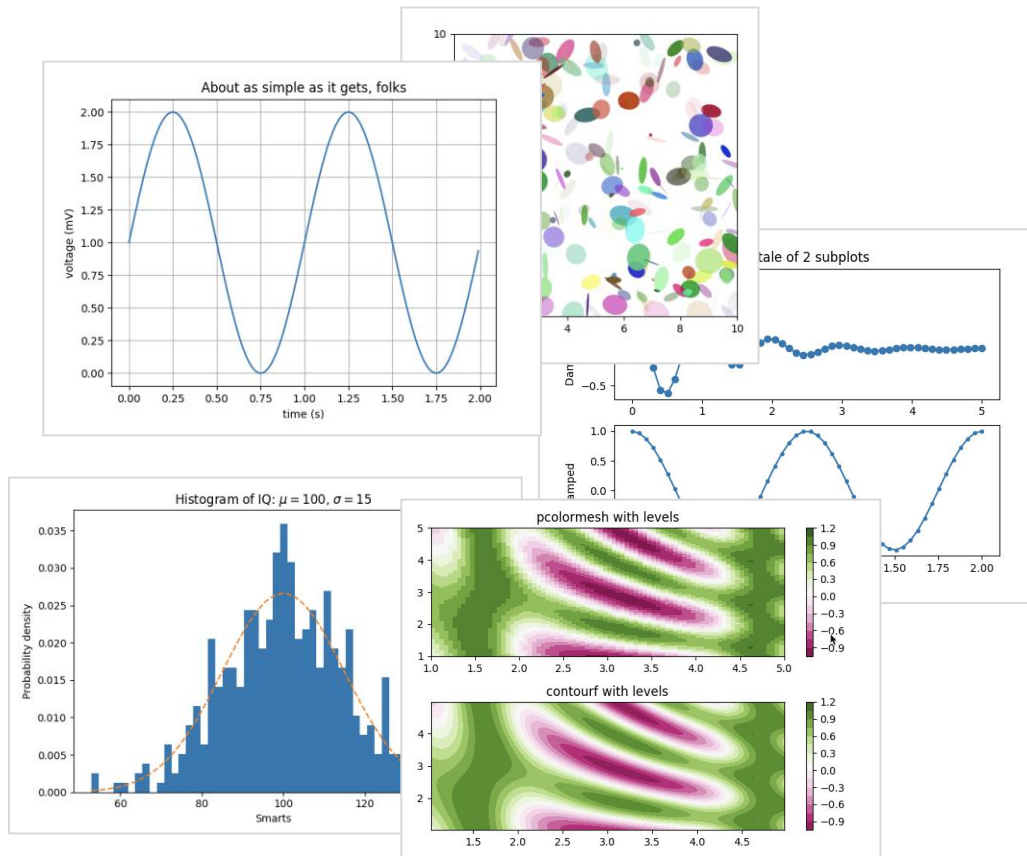 10
4 6 8 10
About as simple as it gets, folks
voltage (mV)
2.00
1.75
1.50
1.25
1.00
0.75
0.50
0.25
0.00
0.00 0.25 0.50 0.75 1.00 1.25 1.50 1.75 2.00
time (s)
tale of 2 subplots
−0.5
0 1 2 3 4 5
1.0
0.5
0.0
1.50 1.75 2.00
Histogram of IQ: μ = 100, σ = 15
Probability density
0.035
0.030
0.025
0.020
0.015
0.010
0.005
0.000
60 80 100 120
Smarts
pcolormesh with levels
5
4
3
2
1
1.0 1.5 2.0 2.5 3.0 3.5 4.0 4.5 5.0
1.2
0.9
0.6
0.3
0.0
−0.3
−0.6
−0.9
contourf with levels
4
3
2
1.5 2.0 2.5 3.0 3.5 4.0 4.5
1.2
0.9
0.6
0.3
0.0
−0.3
−0.6
−0.9